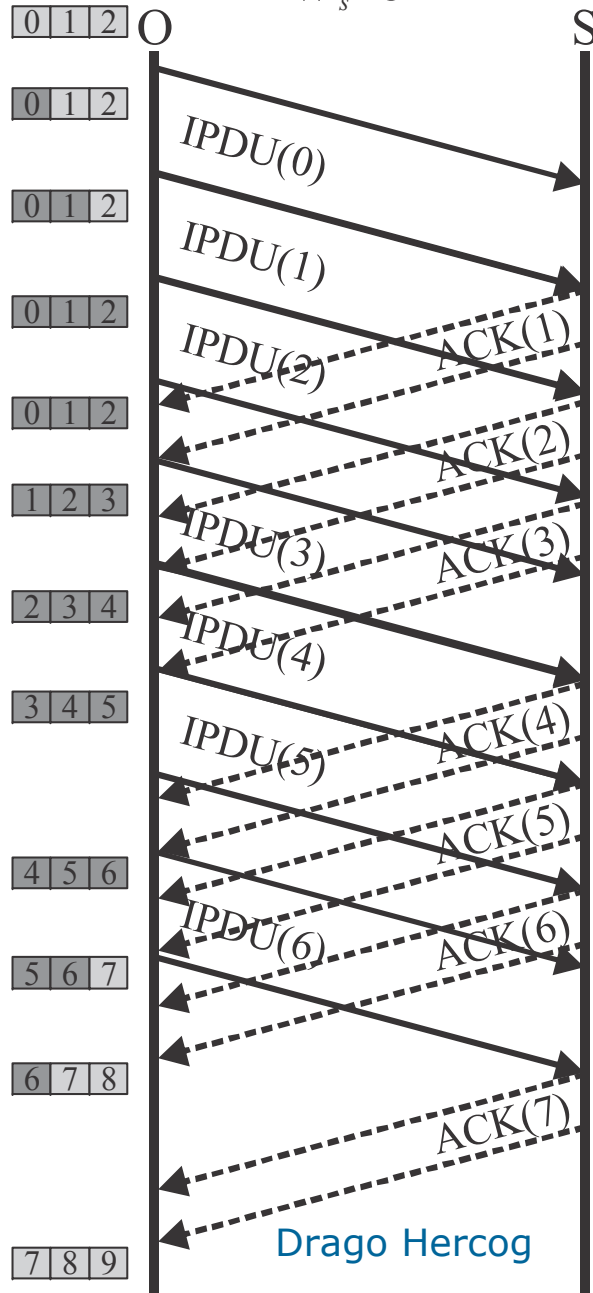 0 1 2
O
S
0 1 2
IPDU(0)
0 1 2
IPDU(1)
0 1 2
ACK(1)
IPDU(2)
0 1 2
ACK(2)
1 2 3
IPDU(3)
ACK(3)
2 3 4
IPDU(4)
3 4 5
ACK(4)
IPDU(5)
ACK(5)
4 5 6
IPDU(6)
ACK(6)
5 6 7
6 7 8
ACK(7)
Drago Hercog
7 8 9